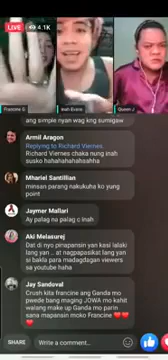 LIVE
4.1K
Francine G
Inah Evans
Queen J
ang simple nyan wag kng sumigaw
Armil Aragon
Replying to Richard Viernes
Richard Viernes chaka nung inah
susko hahahahahahsshha
Mhariel Santillian
minsan parang nakukuha ko yung
point
Jaymer Mallari
Ay palag na palag c inah
Aki Melasurej
Dat di nyo pinapansin yan kasi lalaki
lang yan.. at nagpapasikat lang yan
si bakla para madagdagan viewers
sa youtube haha
Jay Sandoval
Crush kita francine ang Ganda mo
pwede bang maging JOWA mo kahit
walang make up Ganda mo parin
sana mapansin moko Francine ❤❤
❤
SHARE
Write a comment...